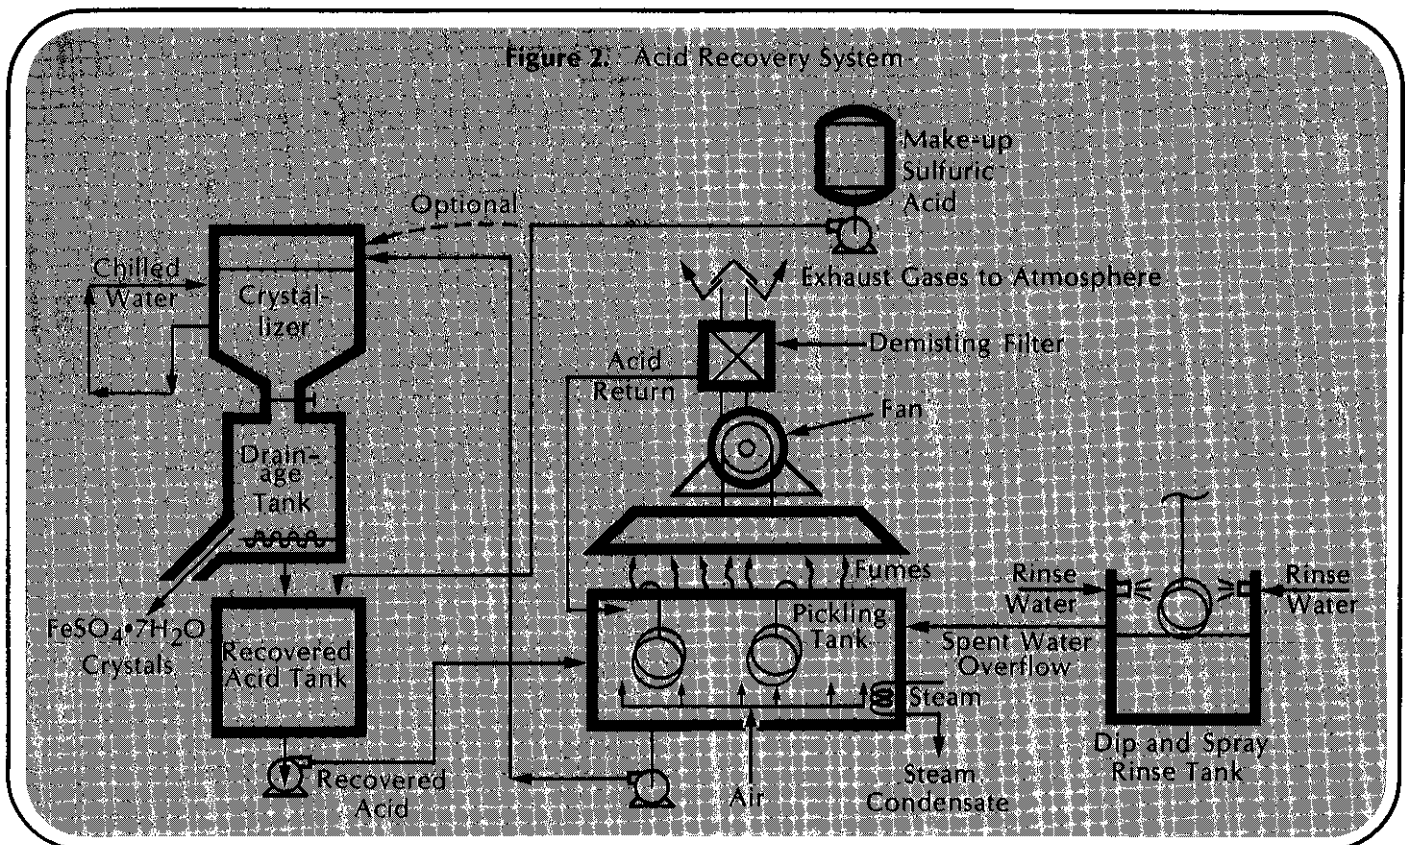 Figure 2. Acid Recovery System
Make-up
Sulfuric
Acid
Optional
Chilled
Water
Crystal-
lizer
Exhaust Gases to Atmosphere
Demisting Filter
Acid
Return
Fan
Drain-
age
Tank
Fumes
Rinse
Water
Rinse
Water
Pickling
Tank
Spent Water
Overflow
FeSO₄•7H₂O
Crystals
Recovered
Acid Tank
Steam
Dip and Spray
Rinse Tank
Recovered
Acid
Air
Steam
Condensate